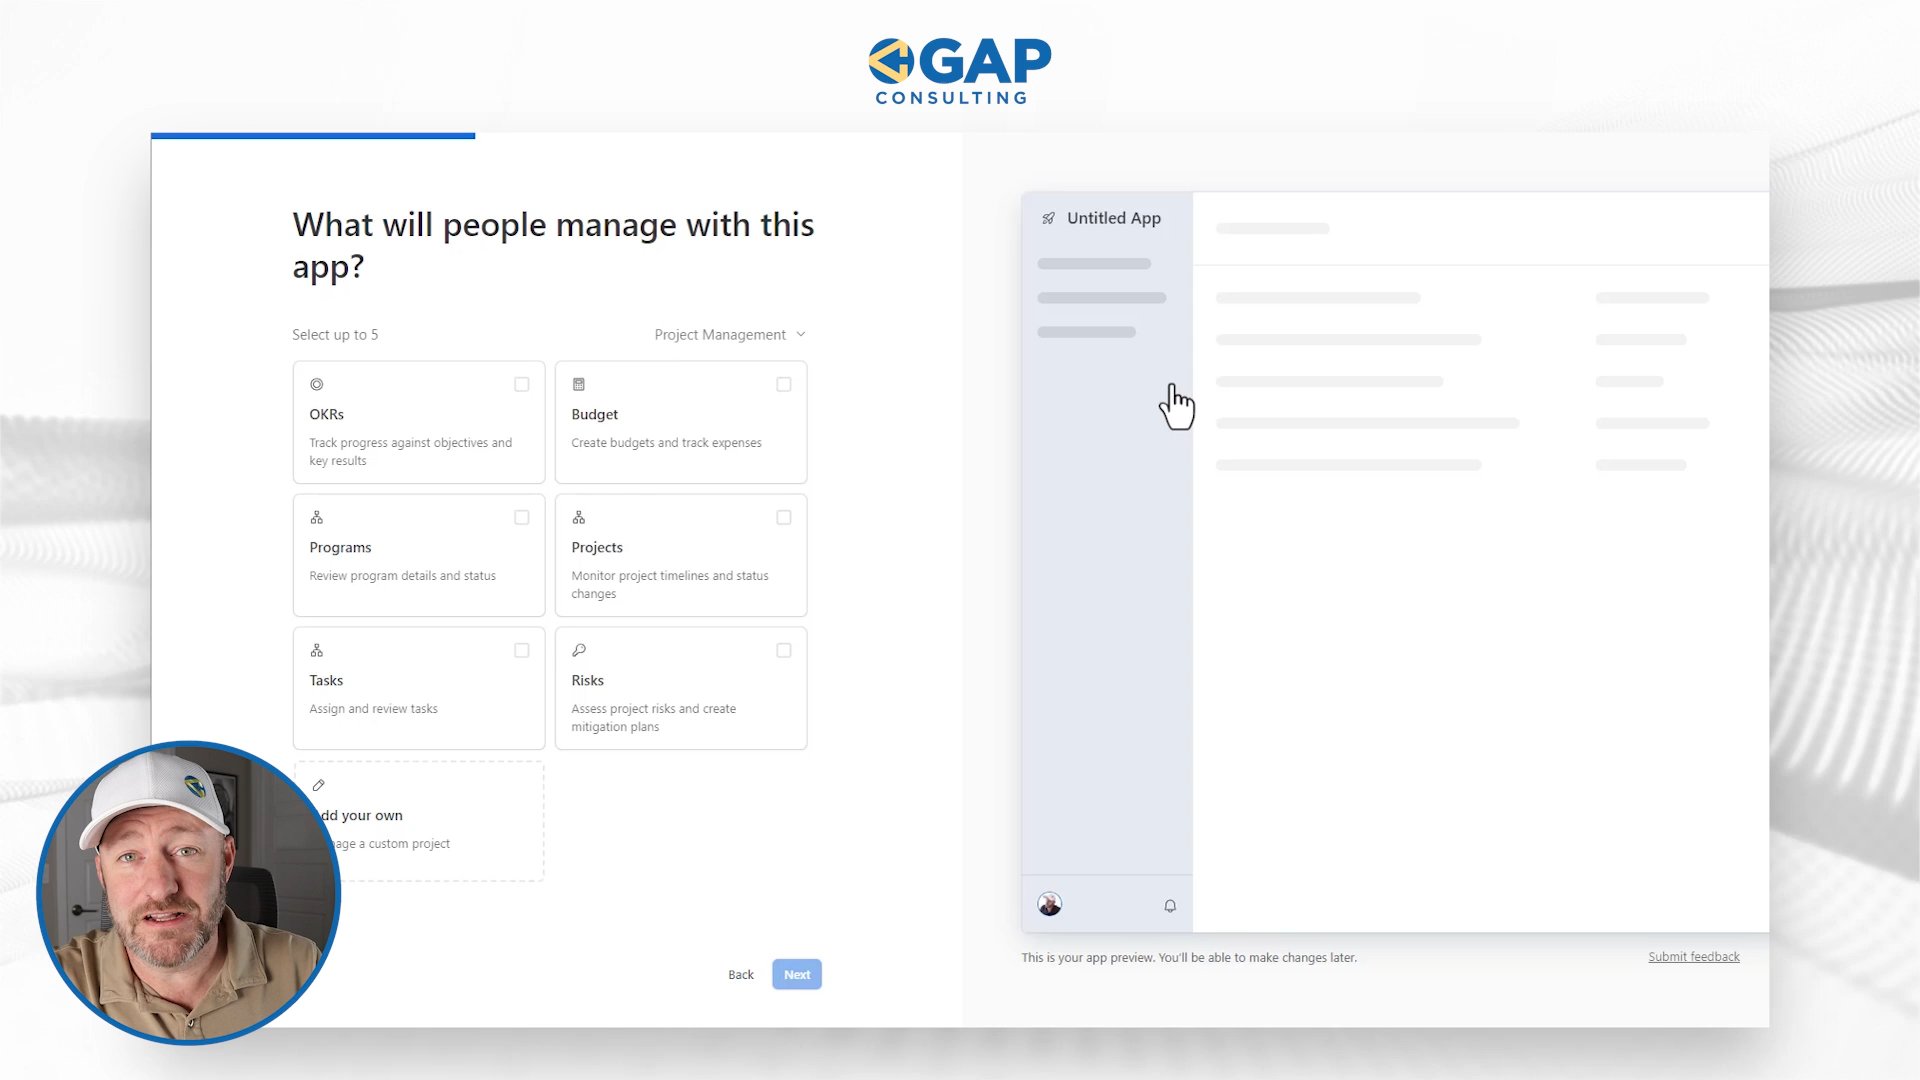 GAP
CONSULTING
What will people manage with this
app?
Select up to 5
Project Management
OKRs
Track progress against objectives and
key results
Budget
Create budgets and track expenses
Programs
Review program details and status
Projects
Monitor project timelines and status
changes
Tasks
Assign and review tasks
Risks
Assess project risks and create
mitigation plans
dd your own
nage a custom project
Back
Next
Untitled App
This is your app preview. You'll be able to make changes later.
Submit feedback